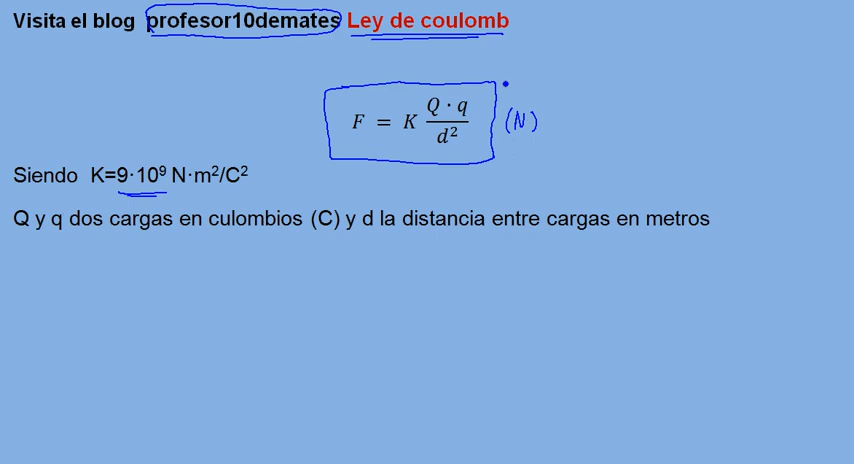 Visita el blog profesor10demates Ley de coulomb
F = K Q · q / d² (N)
Siendo K=9·10⁹ N·m²/C²
Q y q dos cargas en culombios (C) y d la distancia entre cargas en metros